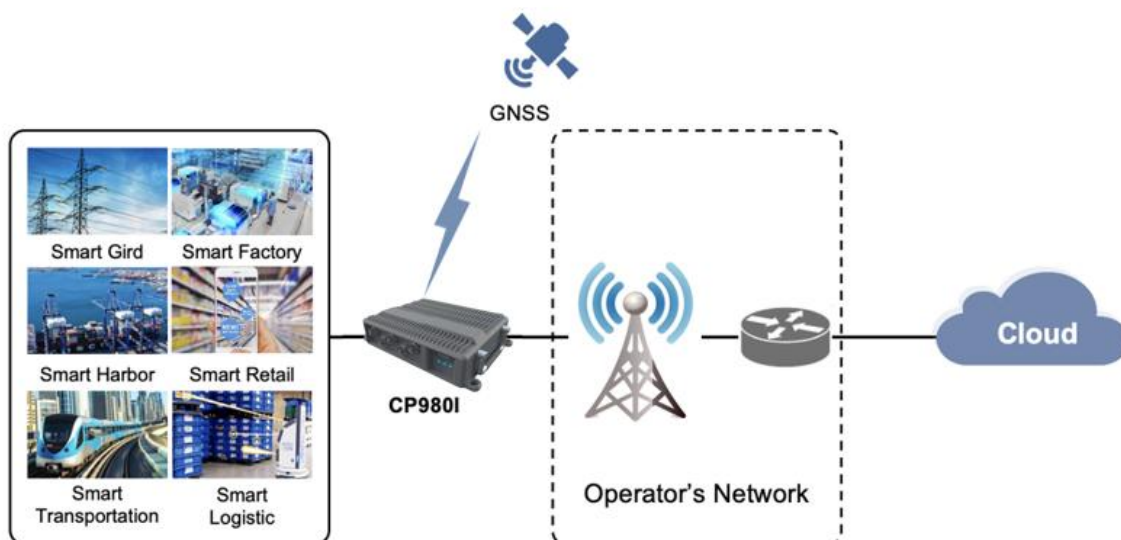 GNSS
Smart Gird
Smart Factory
Smart Harbor
Smart Retail
Smart
Transportation
Smart
Logistic
CP980I
Operator's Network
Cloud